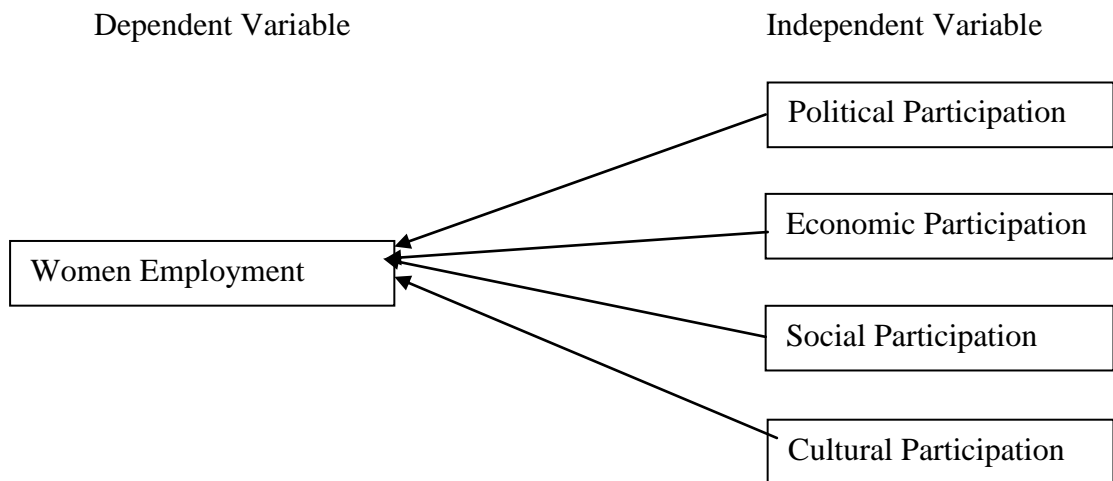 Dependent Variable
Independent Variable
Political Participation
Economic Participation
Women Employment
Social Participation
Cultural Participation